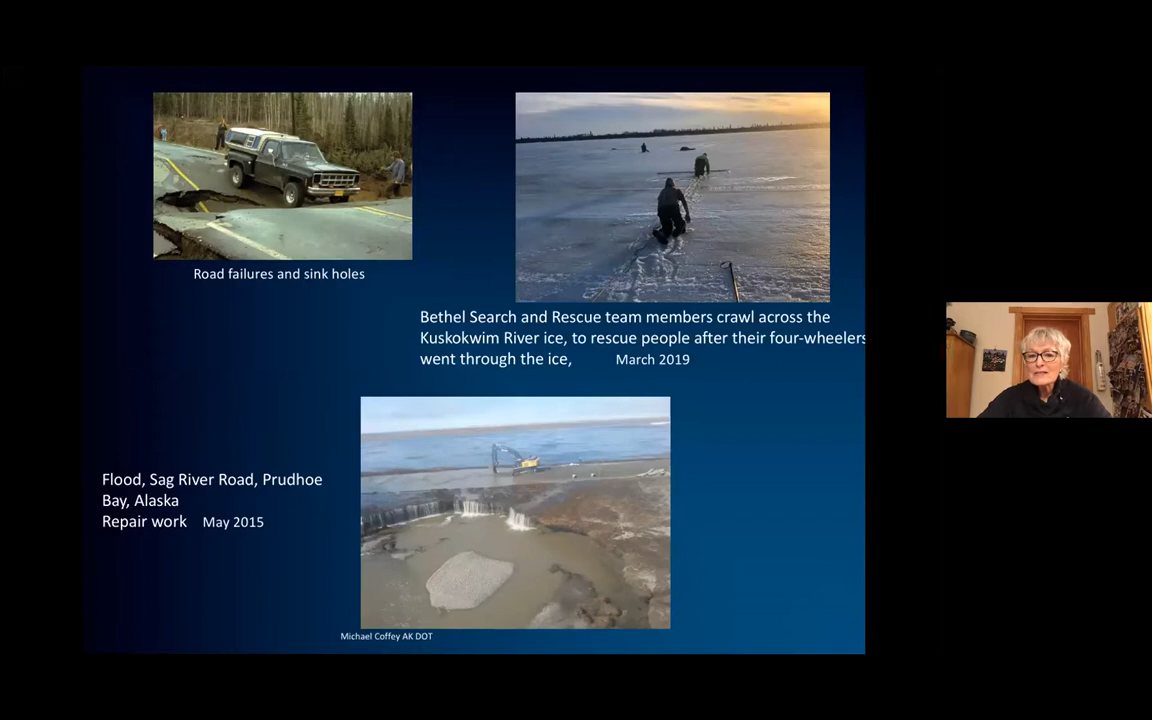 Road failures and sink holes
Bethel Search and Rescue team members crawl across the
Kuskokwim River ice, to rescue people after their four-wheelers
went through the ice, March 2019
Flood, Sag River Road, Prudhoe
Bay, Alaska
Repair work May 2015
Michael Coffey AK DOT